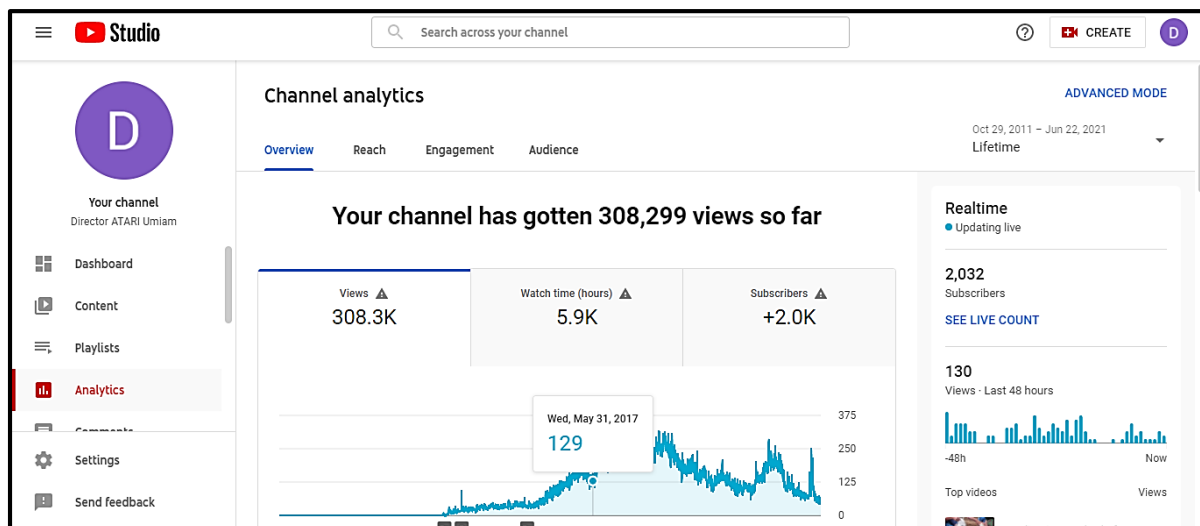 Studio
Search across your channel
CREATE
D
D
Your channel
Director ATARI Umiam
Dashboard
Content
Playlists
Analytics
Comments
Settings
Send feedback
Channel analytics
ADVANCED MODE
Overview
Reach
Engagement
Audience
Oct 29, 2011 – Jun 22, 2021
Lifetime
Your channel has gotten 308,299 views so far
Views
308.3K
Watch time (hours)
5.9K
Subscribers
+2.0K
Wed, May 31, 2017
129
375
250
125
0
Realtime
Updating live
2,032
Subscribers
SEE LIVE COUNT
130
Views · Last 48 hours
-48h
Now
Top videos
Views